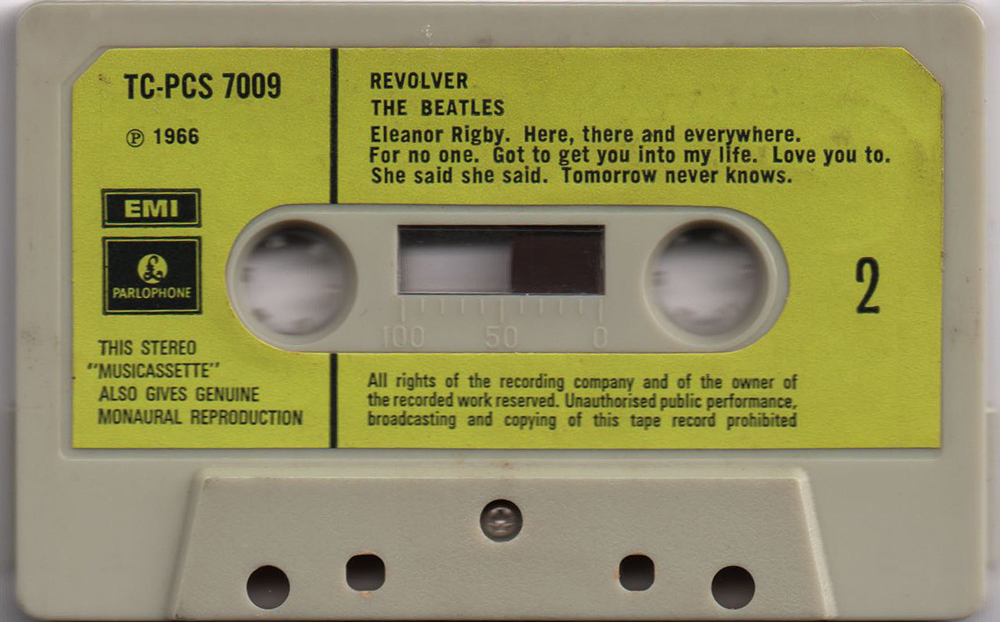 TC-PCS 7009
℗ 1966
EMI
£
PARLOPHONE
THIS STEREO
“MUSICASSETTE”
ALSO GIVES GENUINE
MONAURAL REPRODUCTION
REVOLVER
THE BEATLES
Eleanor Rigby. Here, there and everywhere.
For no one. Got to get you into my life. Love you to.
She said she said. Tomorrow never knows.
100 50 0
2
All rights of the recording company and of the owner of
the recorded work reserved. Unauthorised public performance,
broadcasting and copying of this tape record prohibited